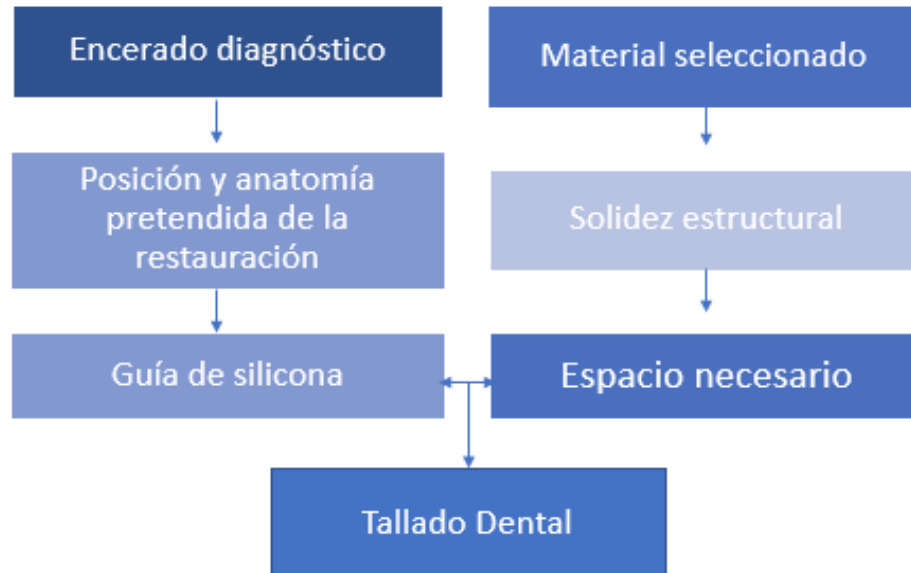 Encerado diagnóstico
Material seleccionado
Posición y anatomía
pretendida de la
restauración
Solidez estructural
Guía de silicona
Espacio necesario
Tallado Dental